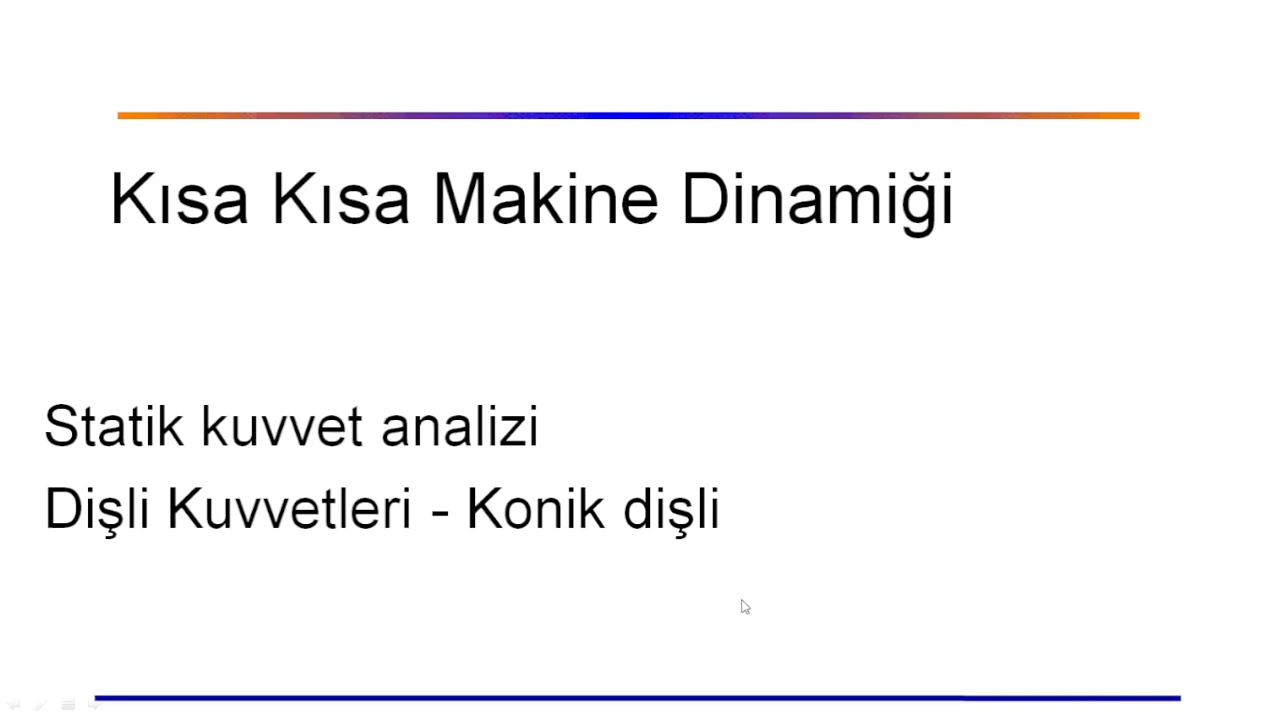 Kısa Kısa Makine Dinamiği
Statik kuvvet analizi
Dişli Kuvvetleri - Konik dişli